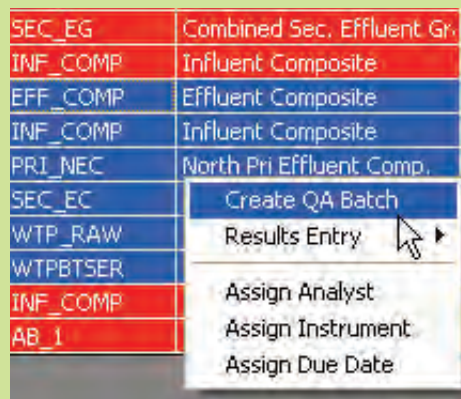 SEC_EG Combined Sec. Effluent Gr.
INF_COMP Influent Composite
EFF_COMP Effluent Composite
INF_COMP Influent Composite
PRI_NEC North Pri Effluent Comp.
SEC_EC Create QA Batch
WTP_RAW Results Entry
WTPBTSER
INF_COMP Assign Analyst
AB_1 Assign Instrument
Assign Due Date